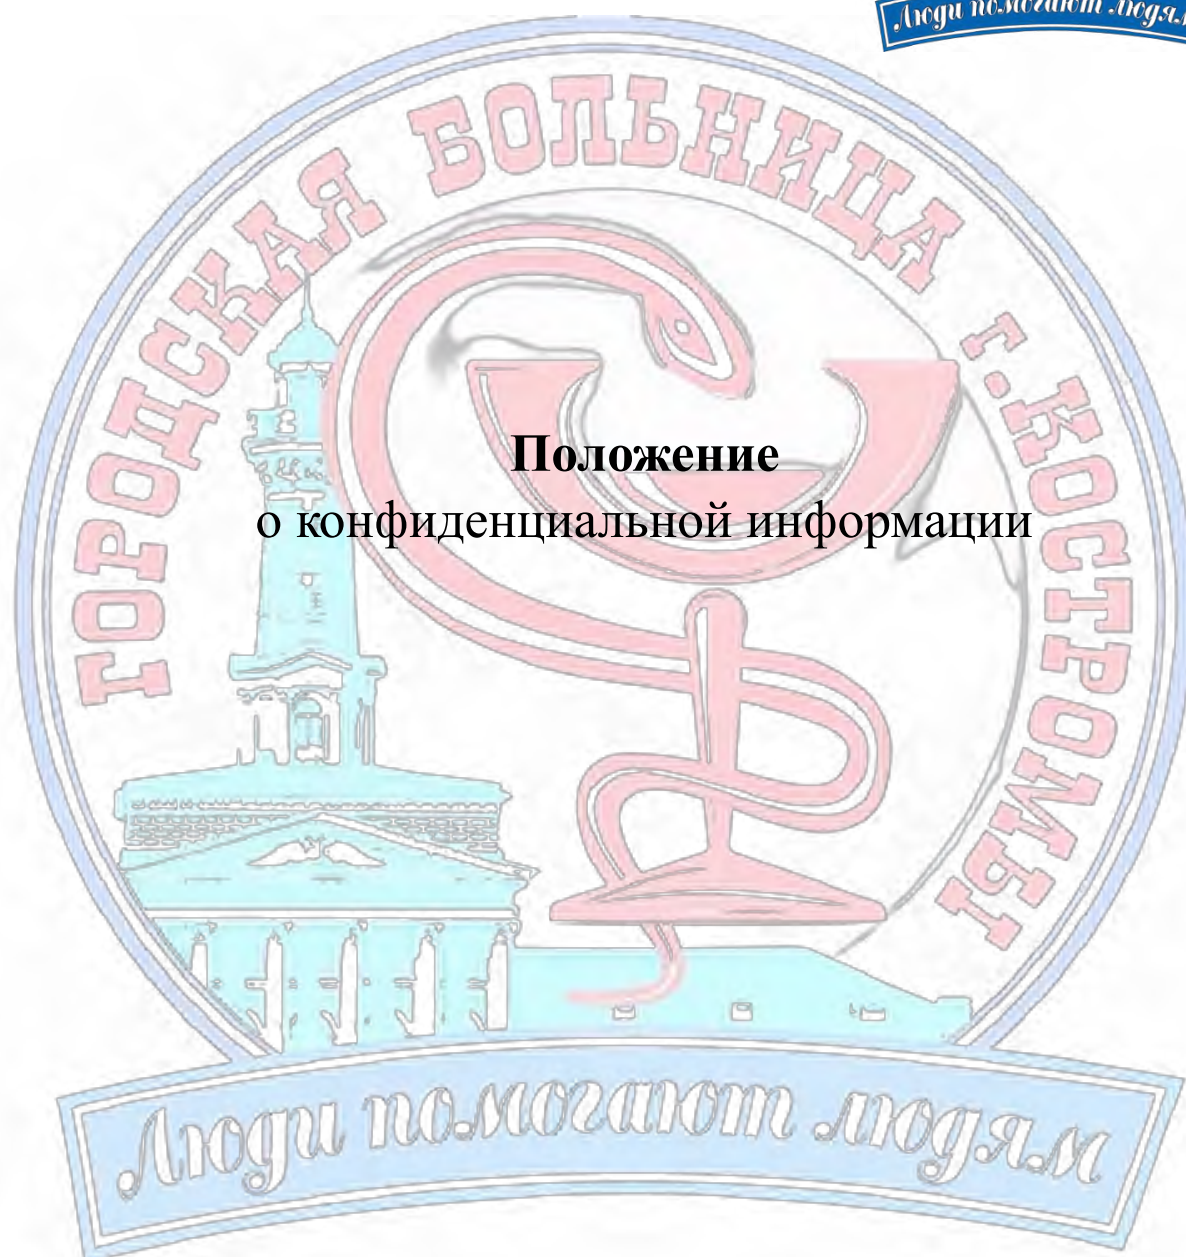 Люди помогают людям
ГОРОДСКАЯ БОЛЬНИЦА г.КОСТРОМЫ
Положение
о конфиденциальной информации
Люди помогают людям